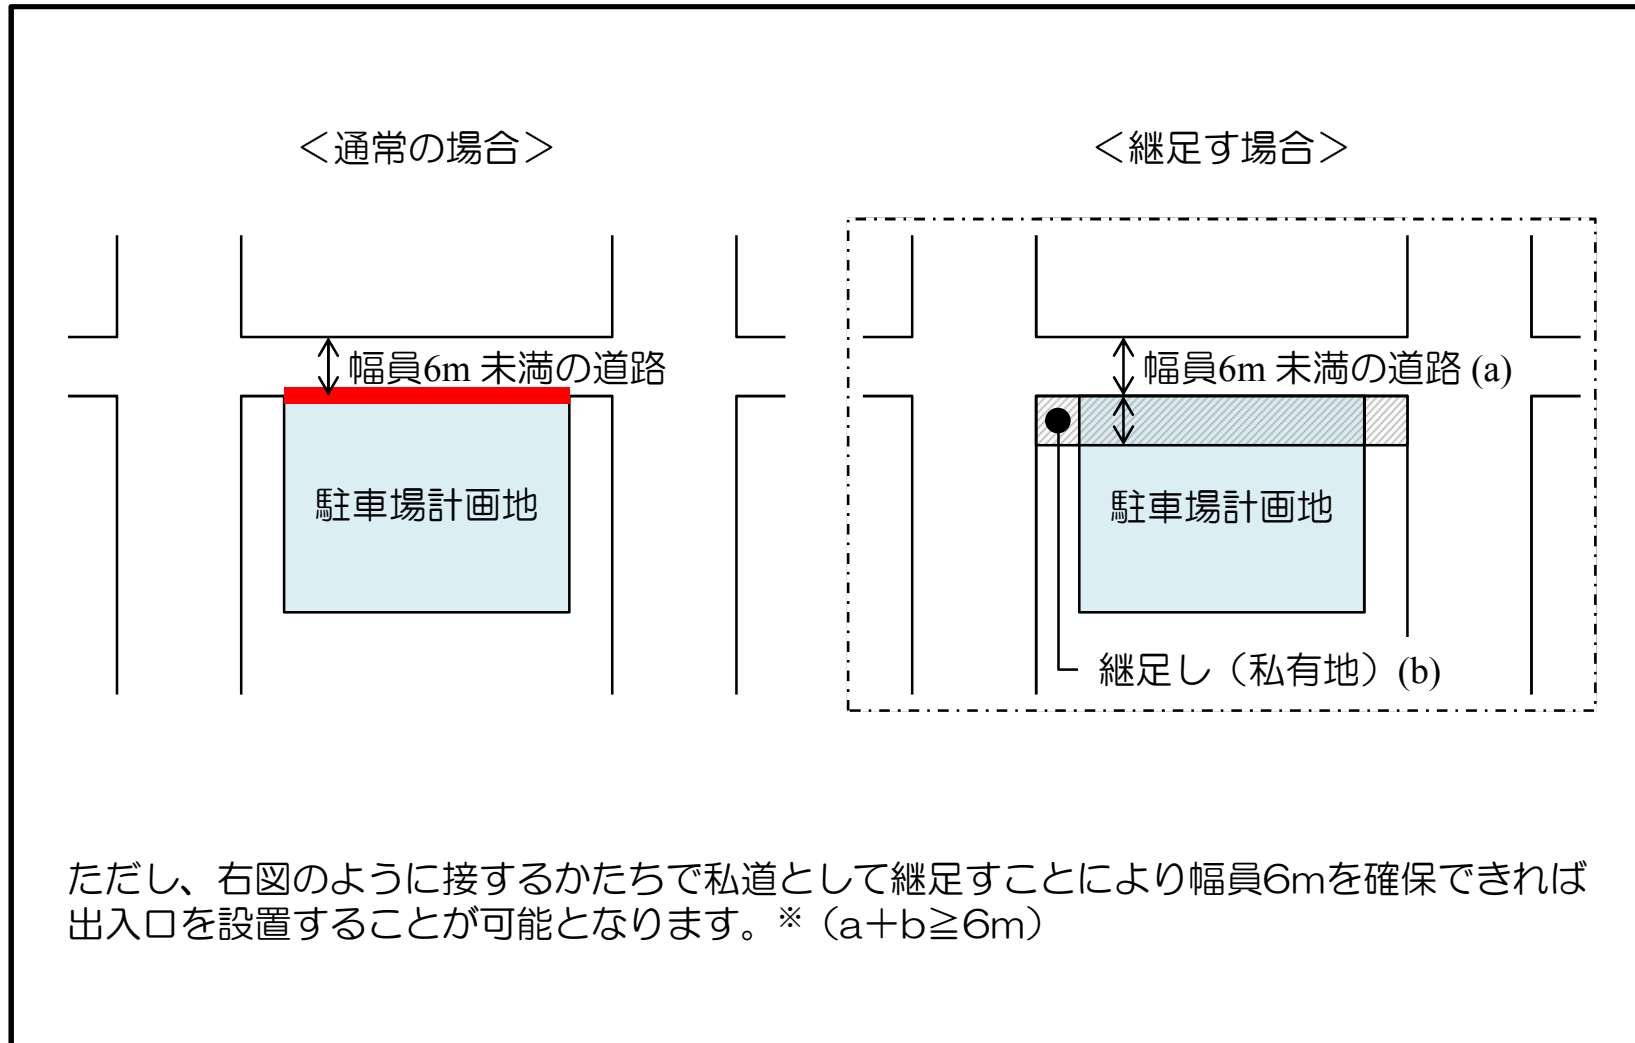 ＜通常の場合＞
＜継足す場合＞
幅員6m 未満の道路
幅員6m 未満の道路 (a)
駐車場計画地
駐車場計画地
継足し（私有地）(b)
ただし、右図のように接するかたちで私道として継足すことにより幅員6mを確保できれば
出入口を設置することが可能となります。※（a＋b≧6m）